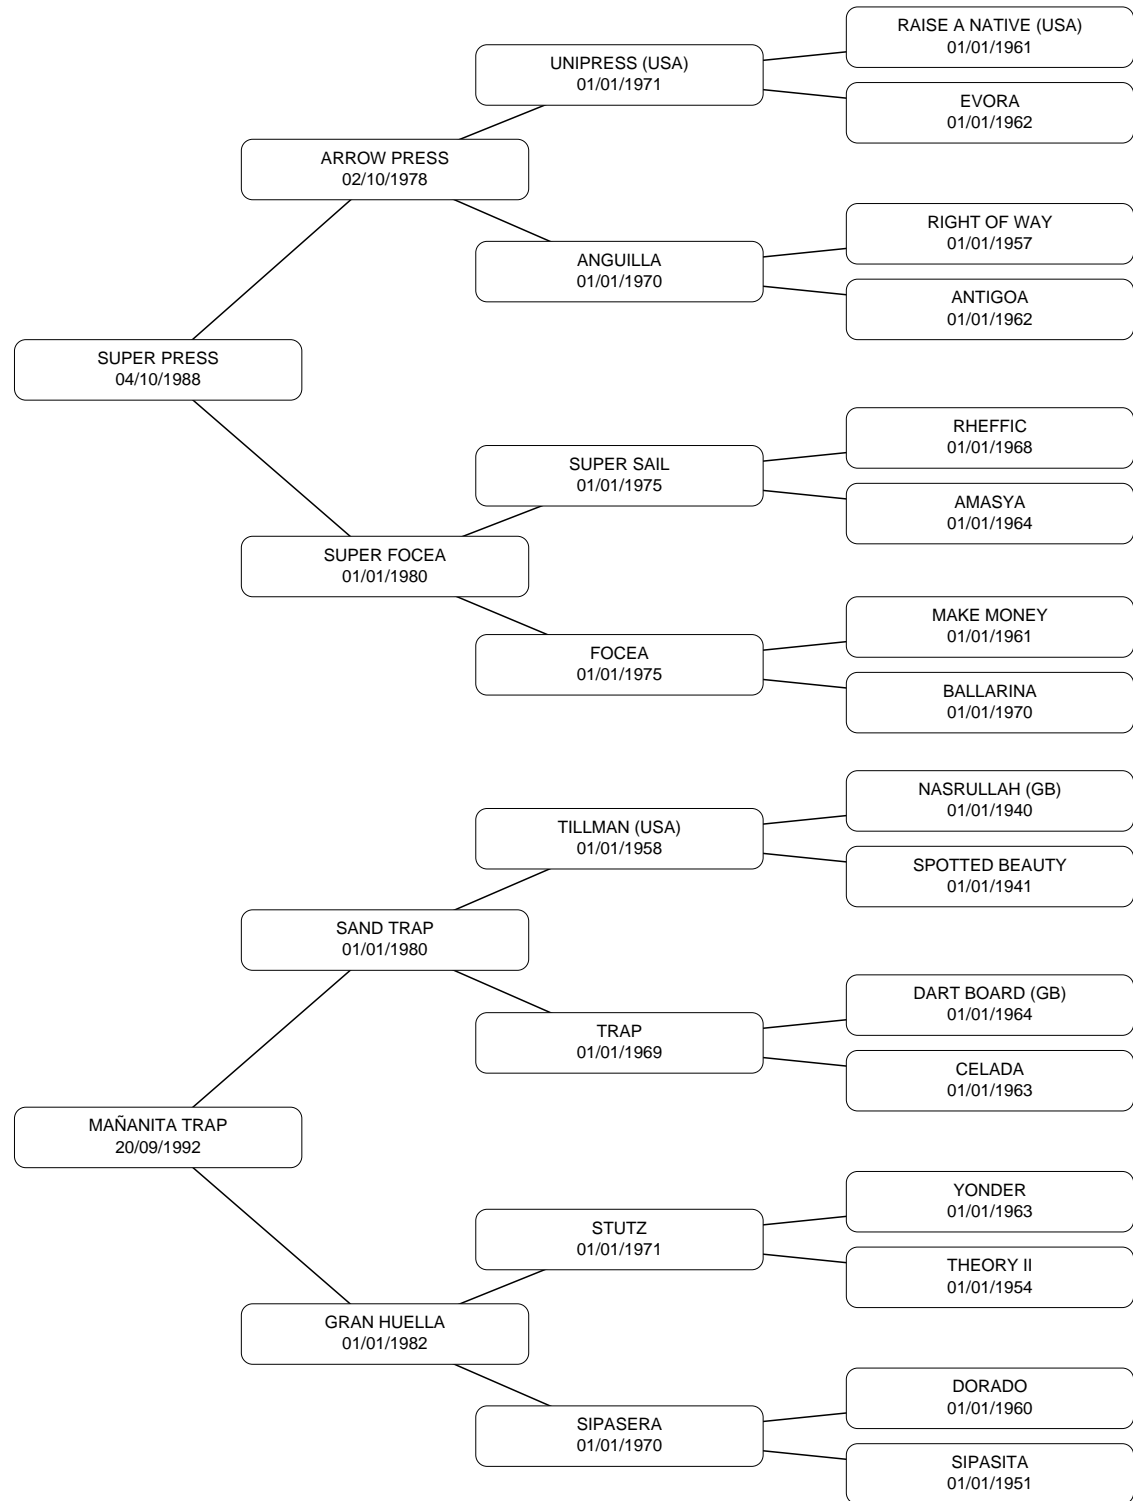 RAISE A NATIVE (USA)
01/01/1961
UNIPRESS (USA)
01/01/1971
EVORA
01/01/1962
ARROW PRESS
02/10/1978
RIGHT OF WAY
01/01/1957
ANGUILLA
01/01/1970
ANTIGOA
01/01/1962
SUPER PRESS
04/10/1988
RHEFFIC
01/01/1968
SUPER SAIL
01/01/1975
AMASYA
01/01/1964
SUPER FOCEA
01/01/1980
MAKE MONEY
01/01/1961
FOCEA
01/01/1975
BALLARINA
01/01/1970
NASRULLAH (GB)
01/01/1940
TILLMAN (USA)
01/01/1958
SPOTTED BEAUTY
01/01/1941
SAND TRAP
01/01/1980
DART BOARD (GB)
01/01/1964
TRAP
01/01/1969
CELADA
01/01/1963
MAÑANITA TRAP
20/09/1992
YONDER
01/01/1963
STUTZ
01/01/1971
THEORY II
01/01/1954
GRAN HUELLA
01/01/1982
DORADO
01/01/1960
SIPASERA
01/01/1970
SIPASITA
01/01/1951